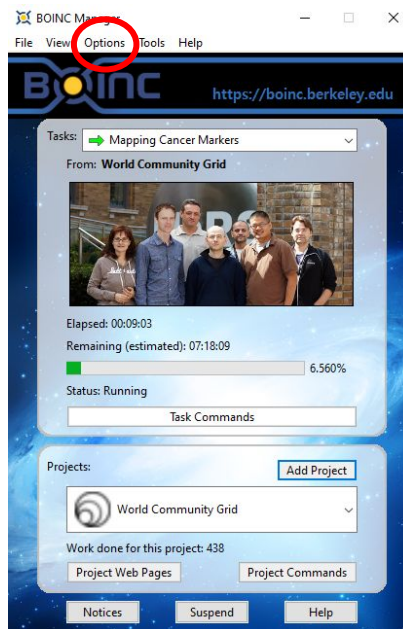 BOINC Manager
File View Options Tools Help
BOINC
https://boinc.berkeley.edu
Tasks: Mapping Cancer Markers
From: World Community Grid
Elapsed: 00:09:03
Remaining (estimated): 07:18:09
6.560%
Status: Running
Task Commands
Projects: Add Project
World Community Grid
Work done for this project: 438
Project Web Pages Project Commands
Notices Suspend Help